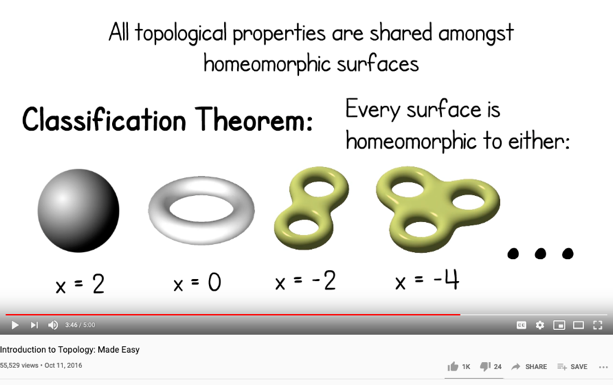 All topological properties are shared amongst
homeomorphic surfaces
Classification Theorem:
Every surface is
homeomorphic to either:
x = 2
x = 0
x = -2
x = -4
3:46 / 5:00
CC
Introduction to Topology: Made Easy
55,529 views • Oct 11, 2016
1K
24
SHARE
SAVE